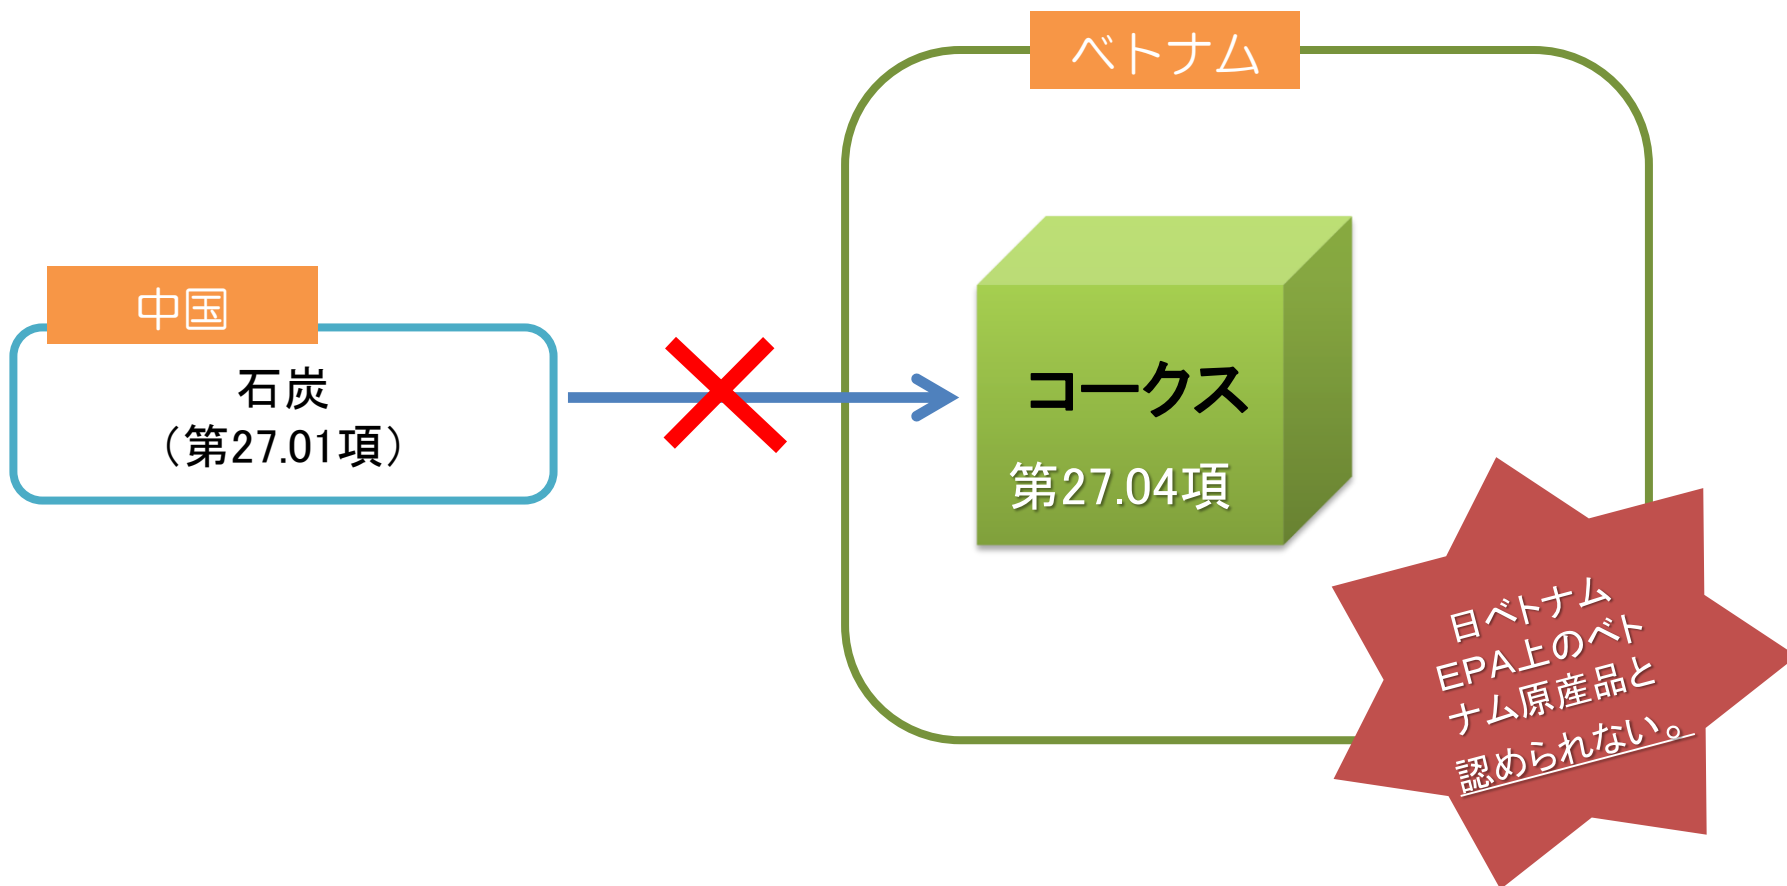 ベトナム
中国
石炭
（第27.01項）
コークス
第27.04項
日ベトナム
ＥＰＡ上のベト
ナム原産品と
認められない。